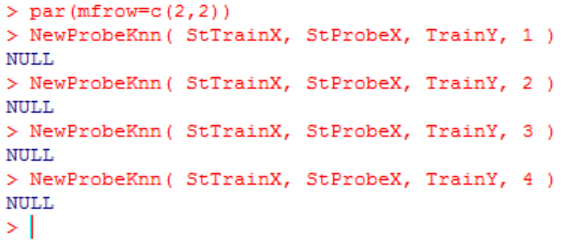 > par(mfrow=c(2,2))
> NewProbeKnn( StTrainX, StProbeX, TrainY, 1 )
NULL
> NewProbeKnn( StTrainX, StProbeX, TrainY, 2 )
NULL
> NewProbeKnn( StTrainX, StProbeX, TrainY, 3 )
NULL
> NewProbeKnn( StTrainX, StProbeX, TrainY, 4 )
NULL
>